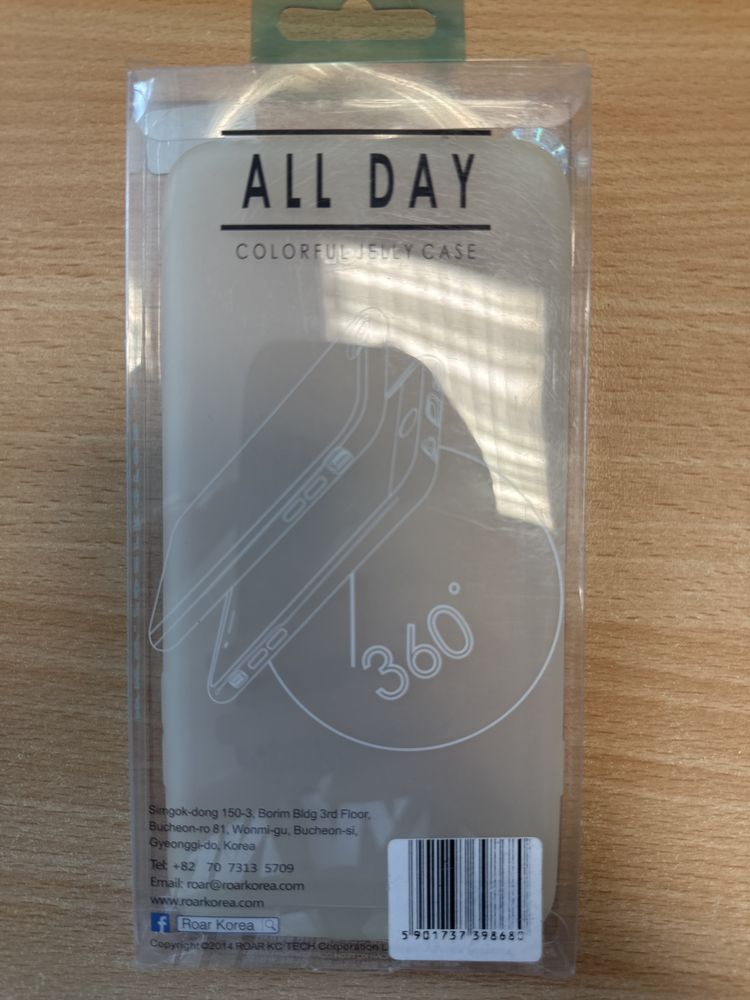 ALL DAY
COLORFUL JELLY CASE
360°
Simgok-dong 150-3, Borim Bldg 3rd Floor,
Bucheon-ro 81, Wonmi-gu, Bucheon-si,
Gyeonggi-do, Korea
Tel: +82 70 7313 5709
Email: roar@roarkorea.com
www.roarkorea.com
f Roar Korea
Copyright ©2014 ROAR KC TECH Corporation
5 901737 398680